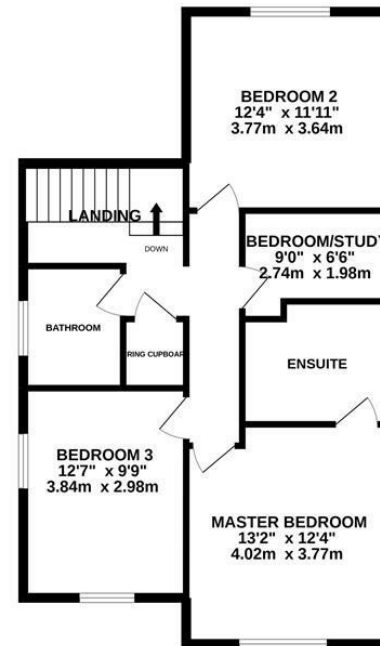 BEDROOM 2
12'4" x 11'11"
3.77m x 3.64m
LANDING
DOWN
BEDROOM/STUDY
9'0" x 6'6"
2.74m x 1.98m
BATHROOM
RING CUPBOAR
ENSUITE
BEDROOM 3
12'7" x 9'9"
3.84m x 2.98m
MASTER BEDROOM
13'2" x 12'4"
4.02m x 3.77m